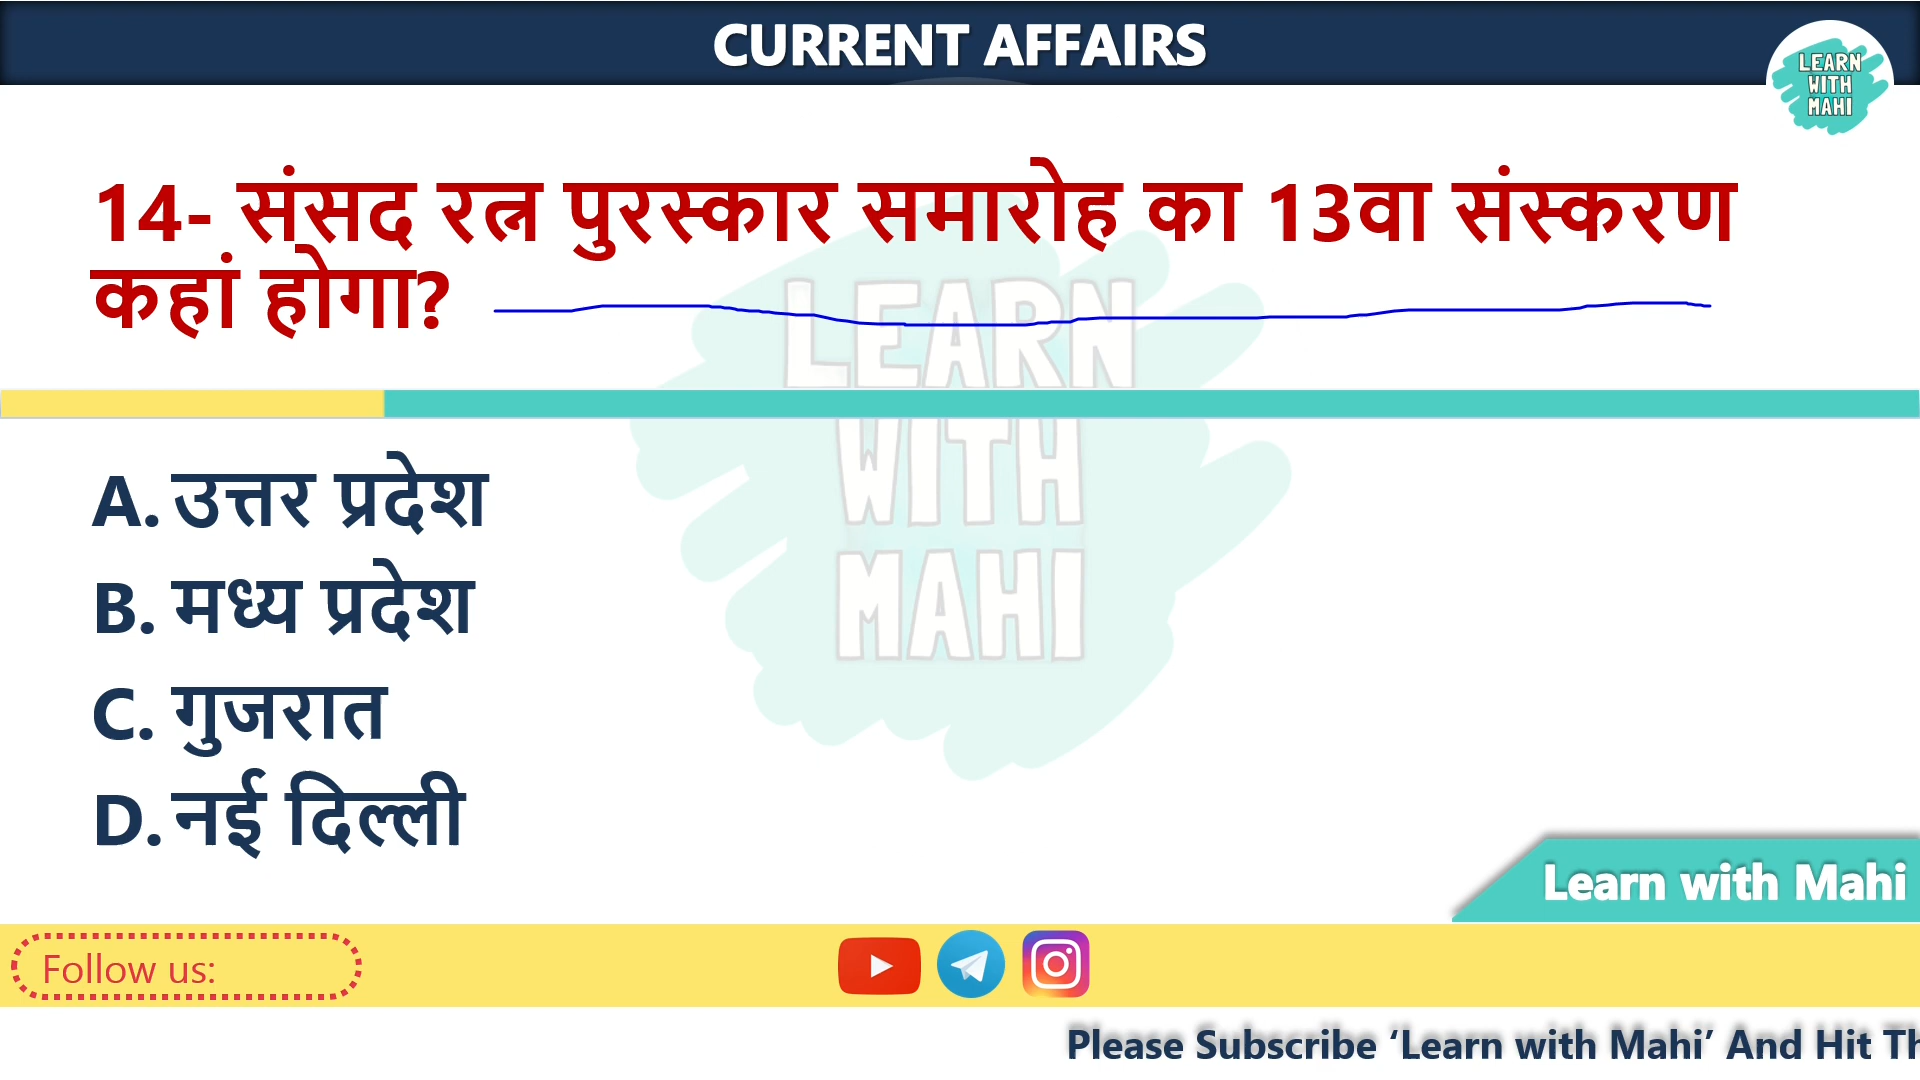 CURRENT AFFAIRS
LEARN
WITH
MAHI
14- संसद रत्न पुरस्कार समारोह का 13वा संस्करण
कहां होगा?
LEARN
WITH
MAHI
A. उत्तर प्रदेश
B. मध्य प्रदेश
C. गुजरात
D. नई दिल्ली
Learn with Mahi
Follow us:
Please Subscribe ‘Learn with Mahi’ And Hit Th